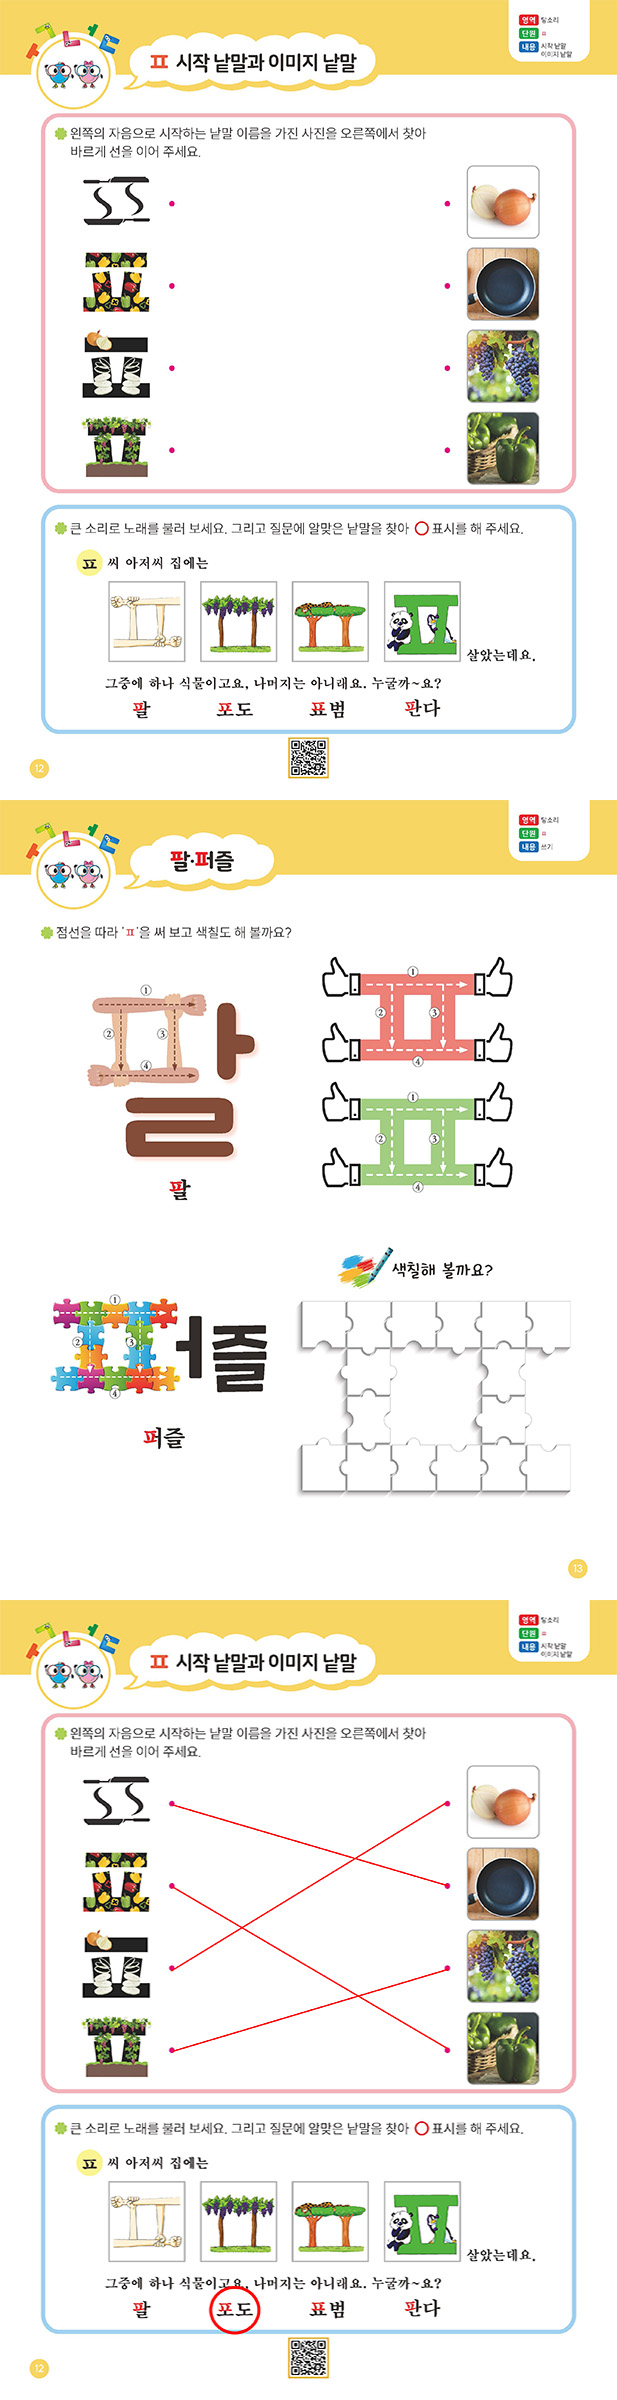 영역 닿소리
단원 ㅍ
내용 시작 낱말
이미지 낱말
ㅍ 시작 낱말과 이미지 낱말
왼쪽의 자음으로 시작하는 낱말 이름을 가진 사진을 오른쪽에서 찾아
바르게 선을 이어 주세요.
큰 소리로 노래를 불러 보세요. 그리고 질문에 알맞은 낱말을 찾아 ○ 표시를 해 주세요.
ㅍ 씨 아저씨 집에는
살았는데요.
그중에 하나 식물이고요, 나머지는 아니래요. 누굴까~요?
팔 포도 표범 판다
12
영역 닿소리
단원 ㅍ
내용 쓰기
팔·퍼즐
점선을 따라 'ㅍ'을 써 보고 색칠도 해 볼까요?
① ② ③ ④
팔
① ② ③ ④
① ② ③ ④
팔
색칠해 볼까요?
① ② ③ ④
퍼즐
퍼즐
13
영역 닿소리
단원 ㅍ
내용 시작 낱말
이미지 낱말
ㅍ 시작 낱말과 이미지 낱말
왼쪽의 자음으로 시작하는 낱말 이름을 가진 사진을 오른쪽에서 찾아
바르게 선을 이어 주세요.
큰 소리로 노래를 불러 보세요. 그리고 질문에 알맞은 낱말을 찾아 ○ 표시를 해 주세요.
ㅍ 씨 아저씨 집에는
살았는데요.
그중에 하나 식물이고요, 나머지는 아니래요. 누굴까~요?
팔 포도 표범 판다
12